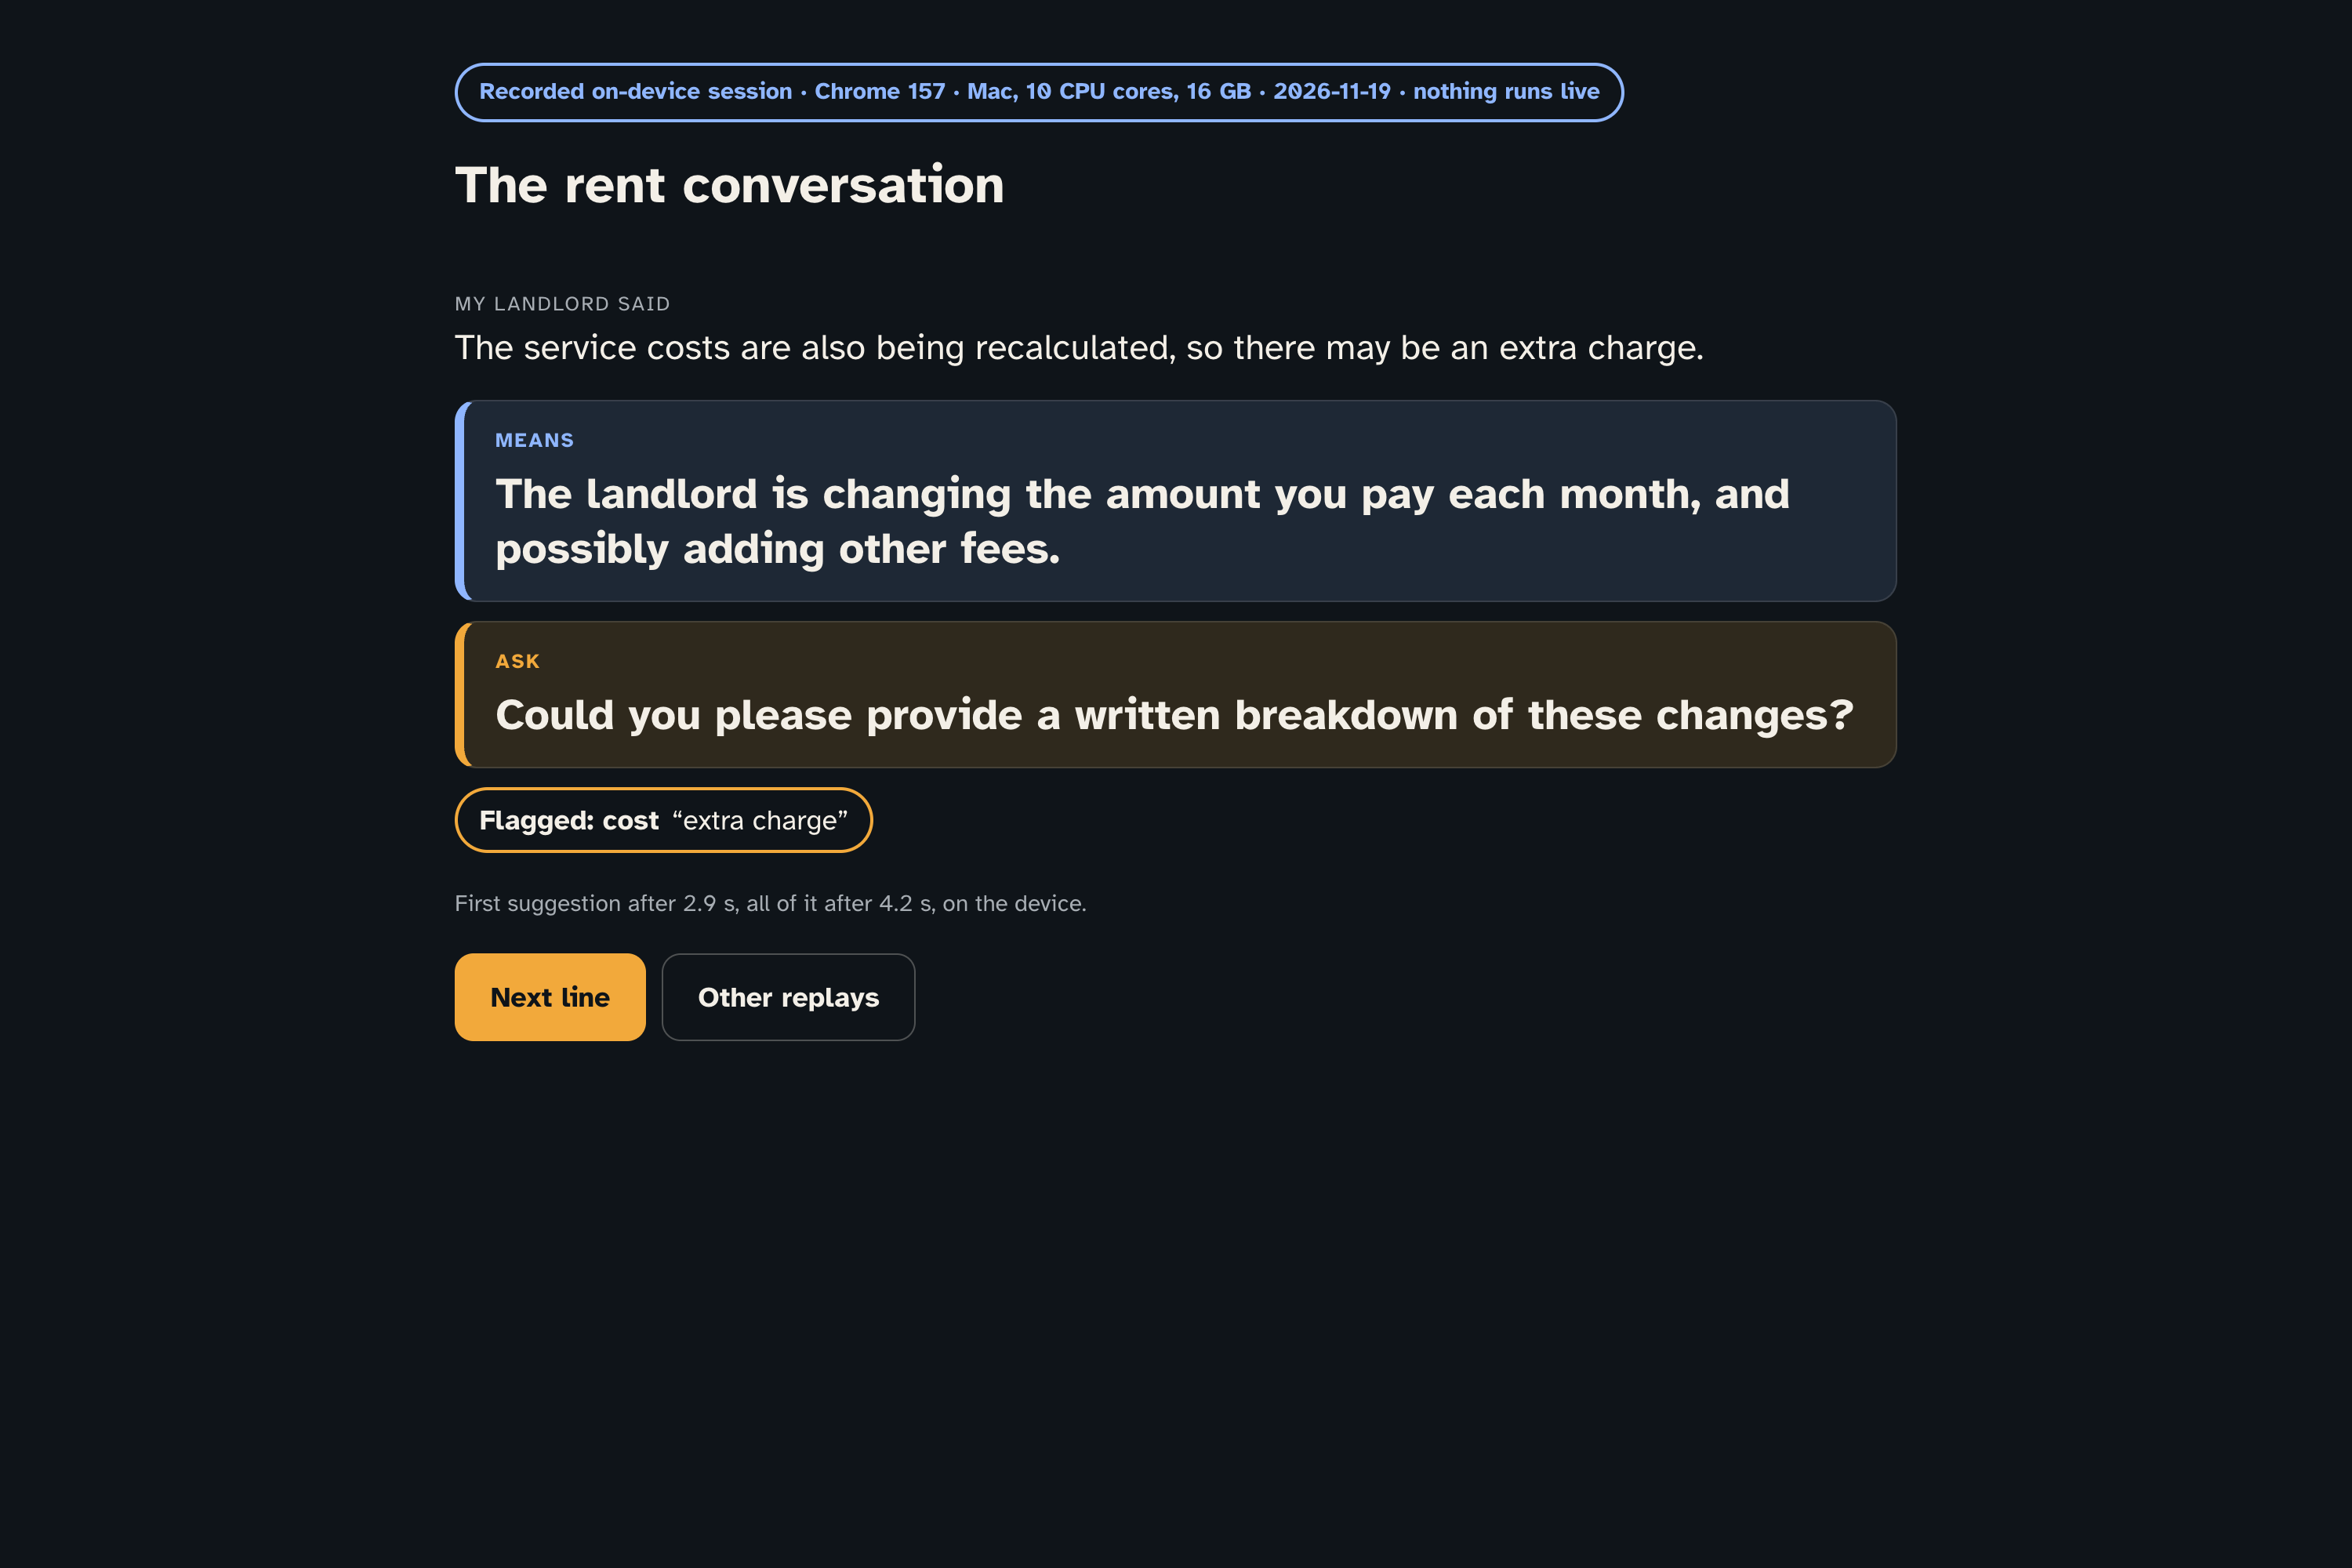 Recorded on-device session · Chrome 157 · Mac, 10 CPU cores, 16 GB · 2026-11-19 · nothing runs live
The rent conversation
MY LANDLORD SAID
The service costs are also being recalculated, so there may be an extra charge.
MEANS
The landlord is changing the amount you pay each month, and
possibly adding other fees.
ASK
Could you please provide a written breakdown of these changes?
Flagged: cost “extra charge”
First suggestion after 2.9 s, all of it after 4.2 s, on the device.
Next line
Other replays